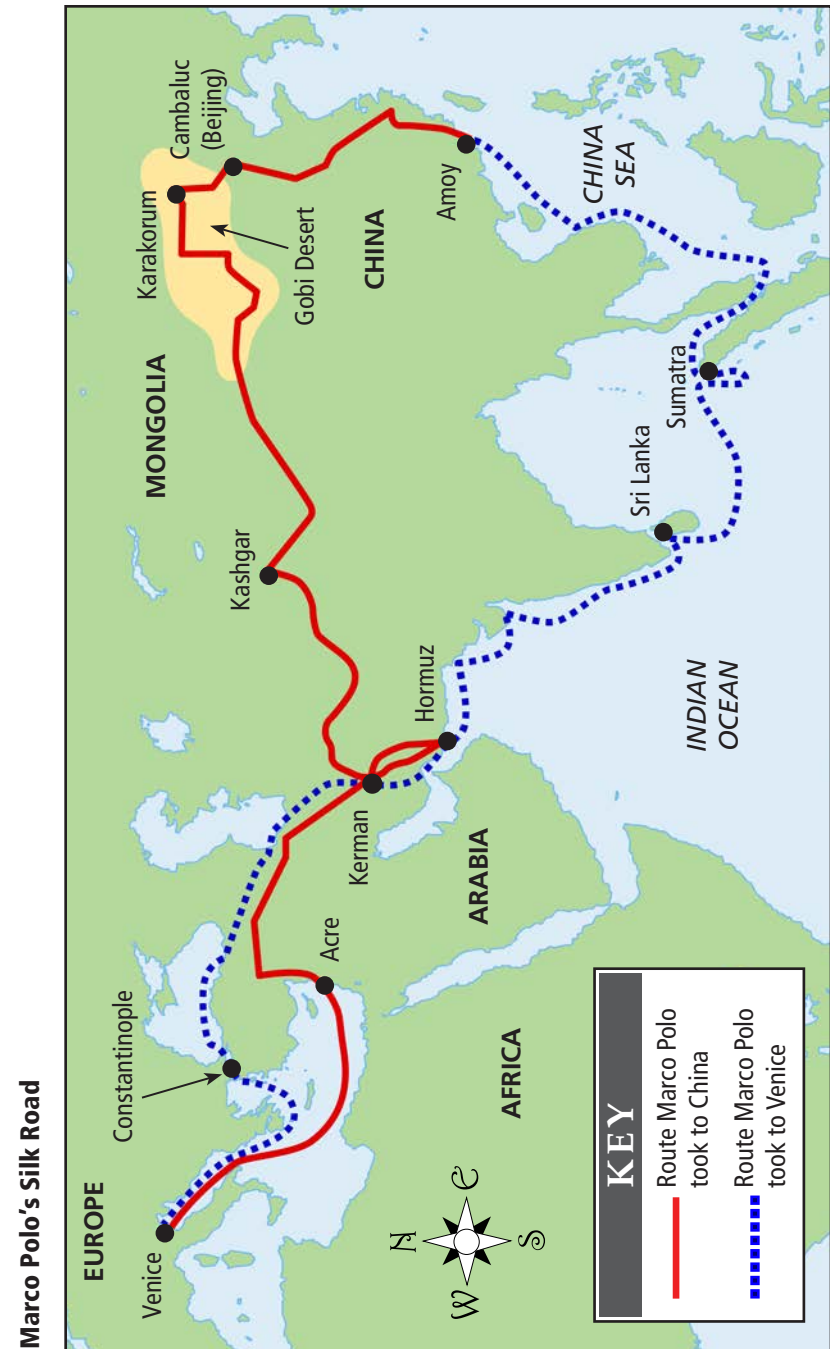 Marco Polo's Silk Road
EUROPE
Venice
Constantinople
Acre
AFRICA
ARABIA
Kerman
Hormuz
Kashgar
MONGOLIA
Karakorum
Cambaluc
(Beijing)
Gobi Desert
CHINA
Amoy
CHINA
SEA
Sumatra
Sri Lanka
INDIAN
OCEAN
N
W
E
S
KEY
Route Marco Polo
took to China
Route Marco Polo
took to Venice